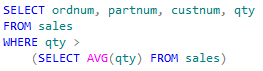 SELECT ordnum, partnum, custnum, qty
FROM sales
WHERE qty >
    (SELECT AVG(qty) FROM sales)